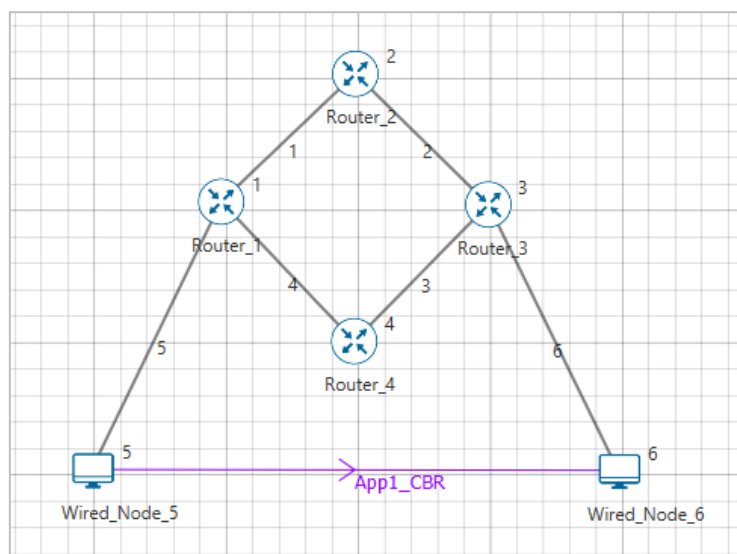 2
Router_2
1
2
1
3
Router_1
Router_3
4
3
4
Router_4
5
6
5
6
App1_CBR
Wired_Node_5
Wired_Node_6